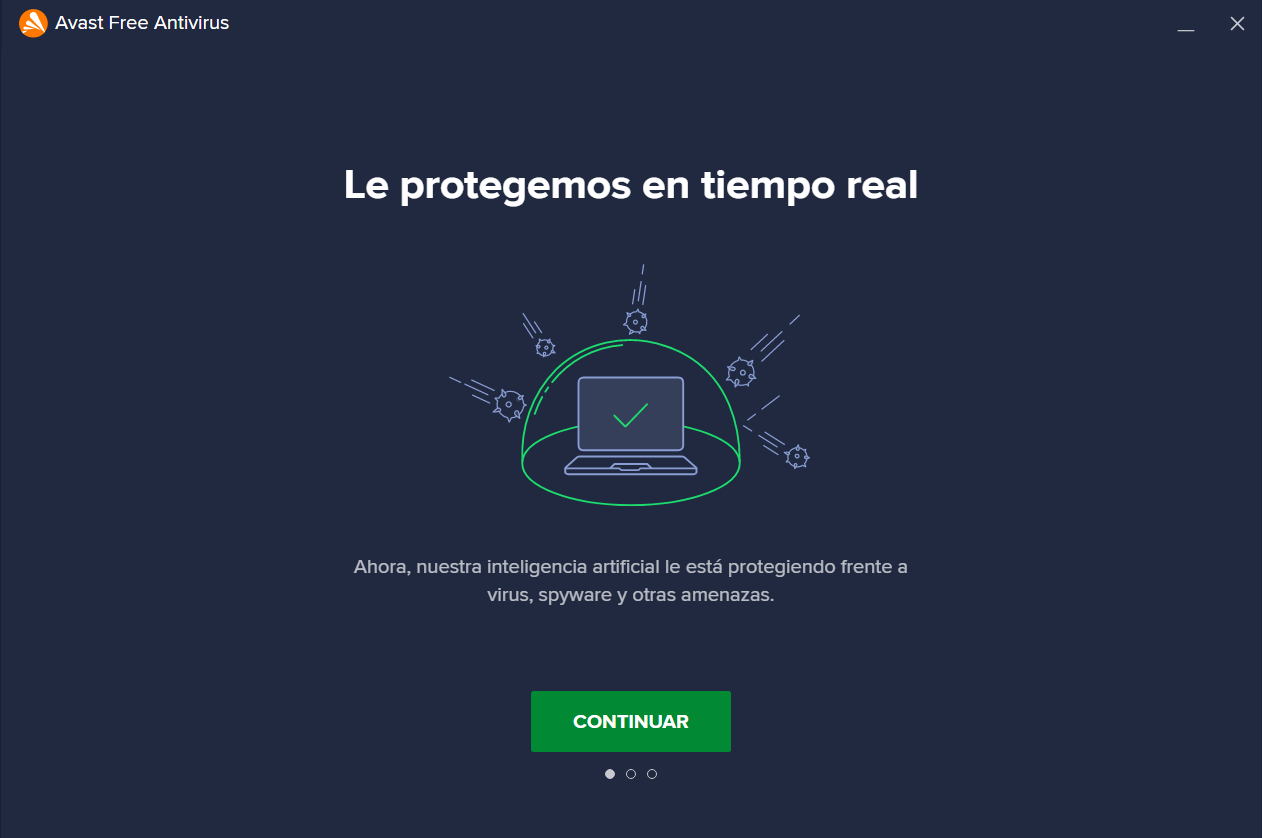 Avast Free Antivirus
Le protegemos en tiempo real
Ahora, nuestra inteligencia artificial le está protegiendo frente a
virus, spyware y otras amenazas.
CONTINUAR